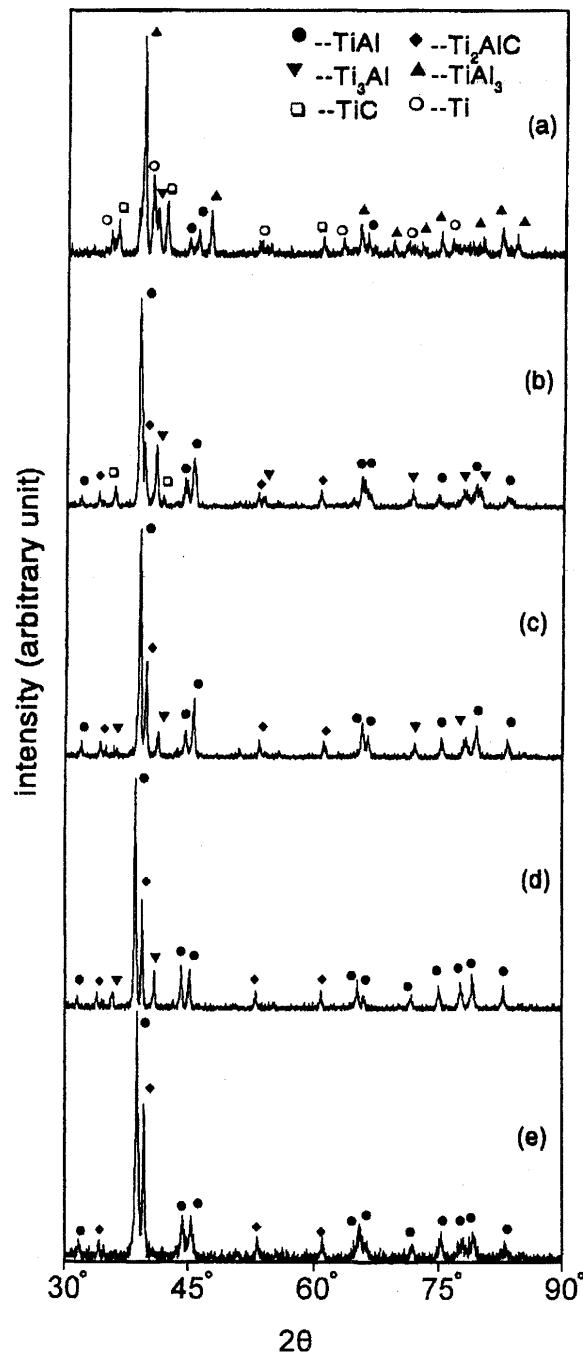 ● --TiAl ◆ --Ti₂AlC
▼ --Ti₃Al ▲ --TiAl₃
□ --TiC ○ --Ti
(a)
(b)
(c)
(d)
(e)
intensity (arbitrary unit)
30° 45° 60° 75° 90°
2θ